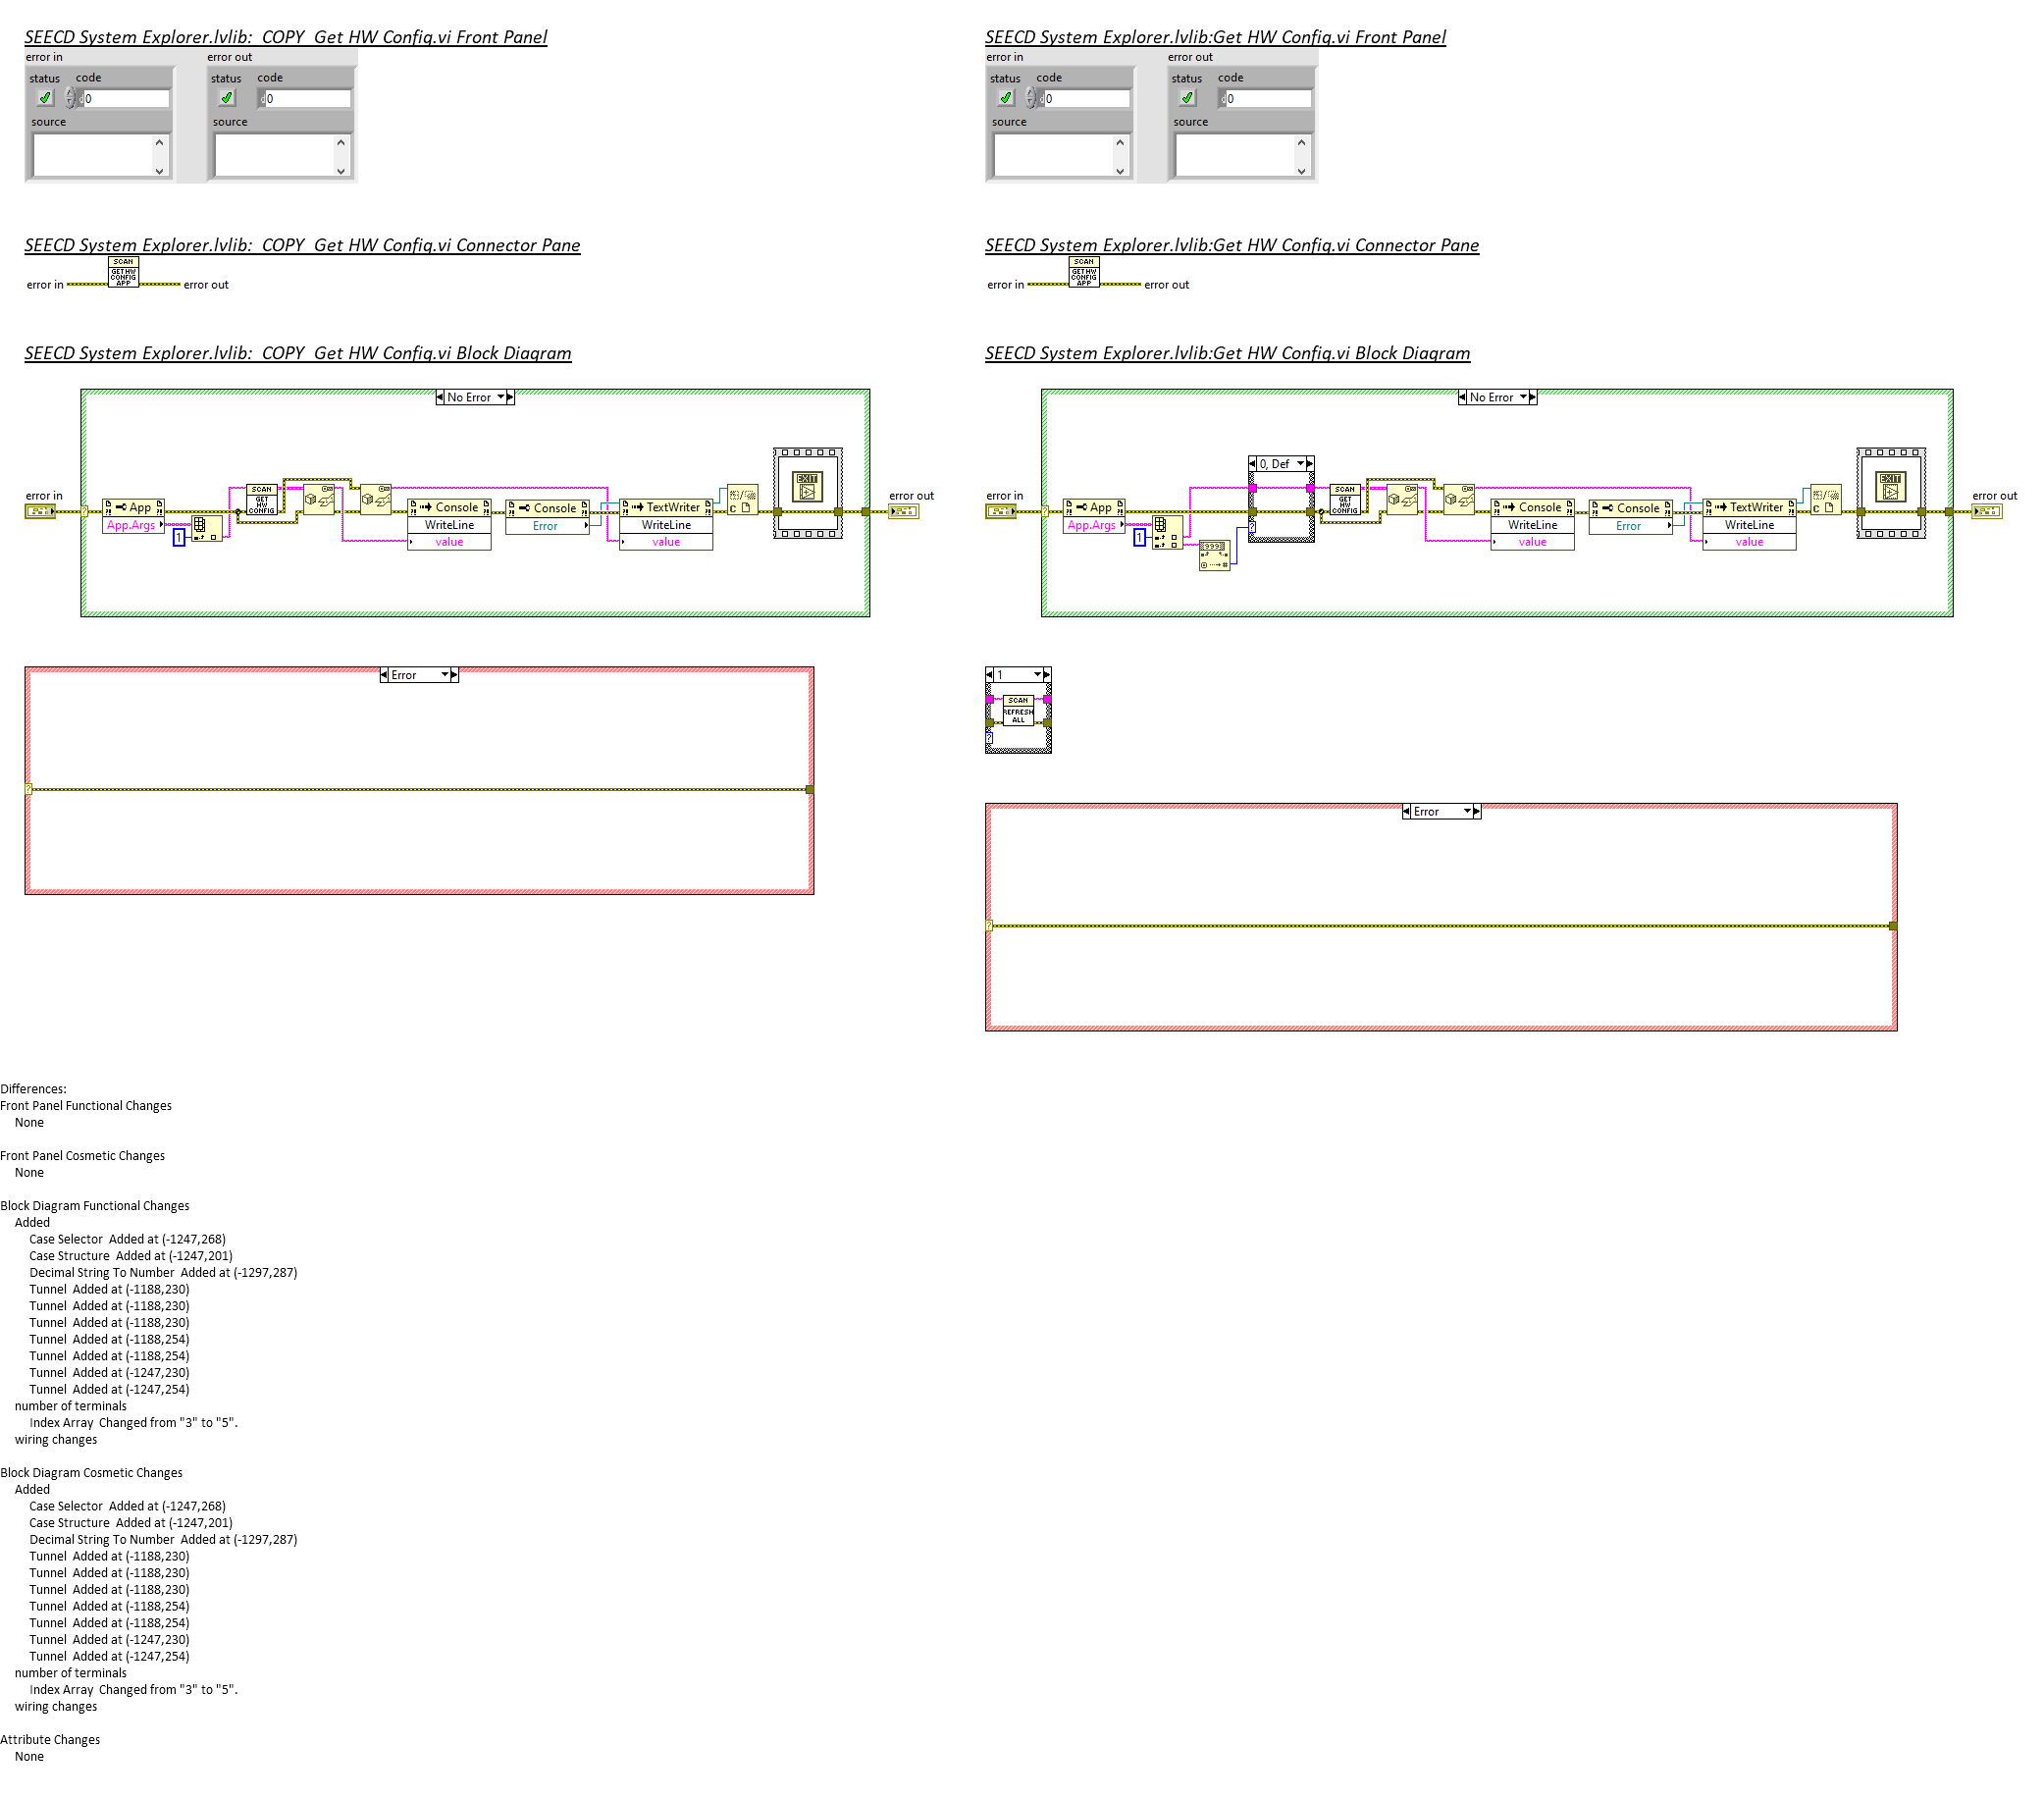 SEECD System Explorer.lvlib:  COPY  Get HW Config.vi Front Panel
error in
error out
status
code
status
code
0
0
source
source
SEECD System Explorer.lvlib:  COPY  Get HW Config.vi Connector Pane
SCAN
GET HW
CONFIG
APP
error in
error out
SEECD System Explorer.lvlib:  COPY  Get HW Config.vi Block Diagram
No Error
error in
App
App.Args
1
SCAN
GET
HW
CONFIG
Console
WriteLine
value
Console
Error
TextWriter
WriteLine
value
EXIT
error out
Error
SEECD System Explorer.lvlib:Get HW Config.vi Front Panel
error in
error out
status
code
status
code
0
0
source
source
SEECD System Explorer.lvlib:Get HW Config.vi Connector Pane
SCAN
GET HW
CONFIG
APP
error in
error out
SEECD System Explorer.lvlib:Get HW Config.vi Block Diagram
No Error
0, Def
error in
App
App.Args
1
SCAN
GET
HW
CONFIG
Console
WriteLine
value
Console
Error
TextWriter
WriteLine
value
EXIT
error out
1
SCAN
REFRESH
ALL
Error
Differences:
Front Panel Functional Changes
None
Front Panel Cosmetic Changes
None
Block Diagram Functional Changes
Added
Case Selector  Added at (-1247,268)
Case Structure  Added at (-1247,201)
Decimal String To Number  Added at (-1297,287)
Tunnel  Added at (-1188,230)
Tunnel  Added at (-1188,230)
Tunnel  Added at (-1188,230)
Tunnel  Added at (-1188,254)
Tunnel  Added at (-1188,254)
Tunnel  Added at (-1247,230)
Tunnel  Added at (-1247,254)
number of terminals
Index Array  Changed from "3" to "5".
wiring changes
Block Diagram Cosmetic Changes
Added
Case Selector  Added at (-1247,268)
Case Structure  Added at (-1247,201)
Decimal String To Number  Added at (-1297,287)
Tunnel  Added at (-1188,230)
Tunnel  Added at (-1188,230)
Tunnel  Added at (-1188,230)
Tunnel  Added at (-1188,254)
Tunnel  Added at (-1188,254)
Tunnel  Added at (-1247,230)
Tunnel  Added at (-1247,254)
number of terminals
Index Array  Changed from "3" to "5".
wiring changes
Attribute Changes
None